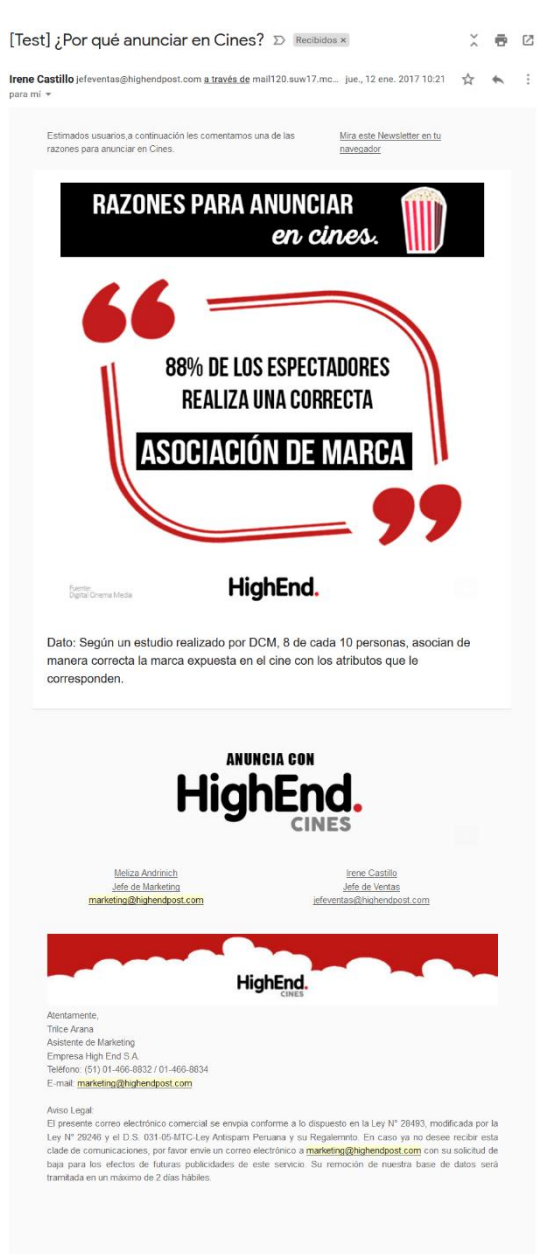 [Test] ¿Por qué anunciar en Cines? Recibidos ×
Irene Castillo jefeventas@highendpost.com a través de mail120.suw17.mc... jue., 12 ene. 2017 10:21
para mí
Estimados usuarios,a continuación les comentamos una de las
razones para anunciar en Cines.
Mira este Newsletter en tu
navegador
RAZONES PARA ANUNCIAR
en cines.
88% DE LOS ESPECTADORES
REALIZA UNA CORRECTA
ASOCIACIÓN DE MARCA
Fuente:
Digital Cinema Media
HighEnd.
Dato: Según un estudio realizado por DCM, 8 de cada 10 personas, asocian de
manera correcta la marca expuesta en el cine con los atributos que le
corresponden.
ANUNCIA CON
HighEnd.
CINES
Meliza Andrinich
Jefe de Marketing
marketing@highendpost.com
Irene Castillo
Jefe de Ventas
jefeventas@highendpost.com
HighEnd.
CINES
Atentamente,
Trilce Arana
Asistente de Marketing
Empresa High End S.A.
Teléfono: (51) 01-466-8832 / 01-466-8834
E-mail: marketing@highendpost.com
Aviso Legal:
El presente correo electrónico comercial se envpia conforme a lo dispuesto en la Ley N° 28493, modificada por la
Ley N° 29246 y el D.S. 031-05-MTC-Ley Antispam Peruana y su Regalemnto. En caso ya no desee recibir esta
clade de comunicaciones, por favor envíe un correo electrónico a marketing@highendpost.com con su solicitud de
baja para los efectos de futuras publicidades de este servicio. Su remoción de nuestra base de datos será
tramitada en un máximo de 2 días hábiles.